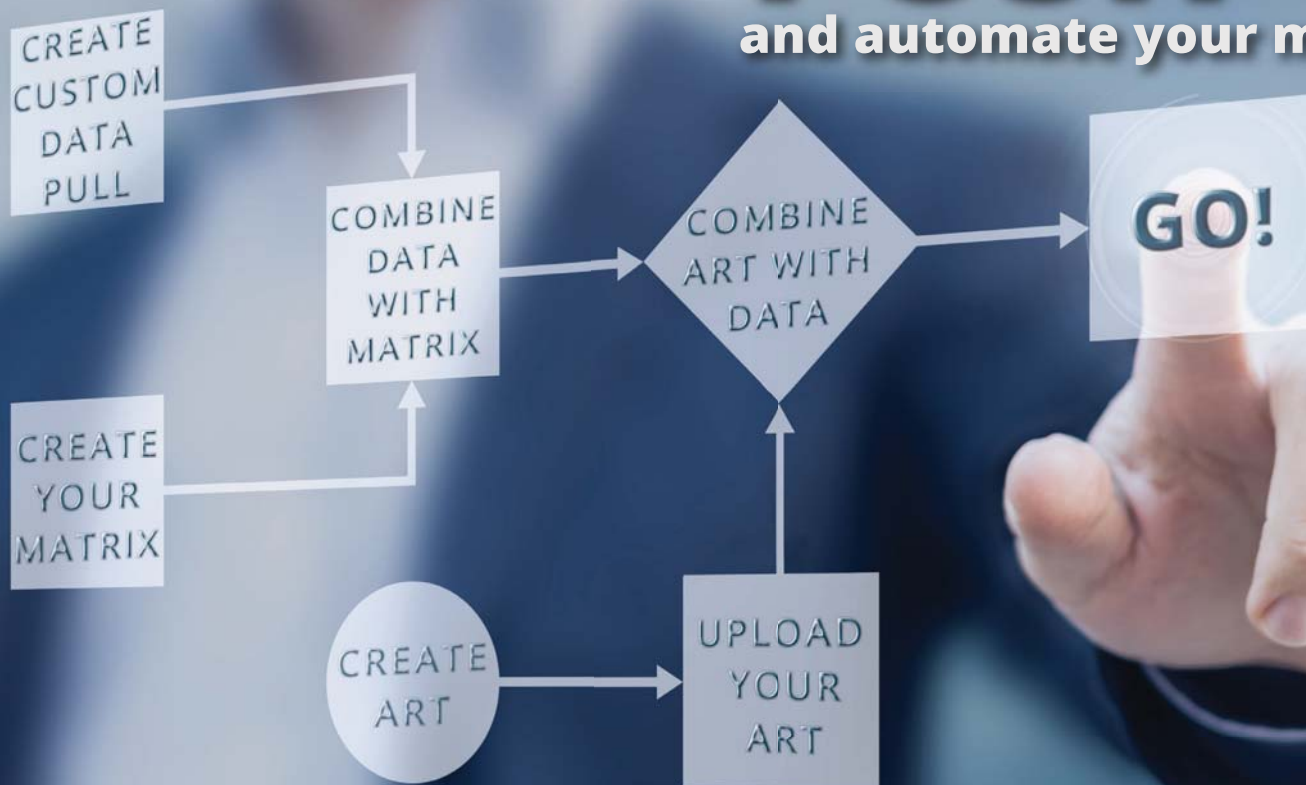 and automate your
CREATE
CUSTOM
DATA
PULL
COMBINE
DATA
WITH
MATRIX
COMBINE
ART WITH
DATA
GO!
CREATE
YOUR
MATRIX
CREATE
ART
UPLOAD
YOUR
ART